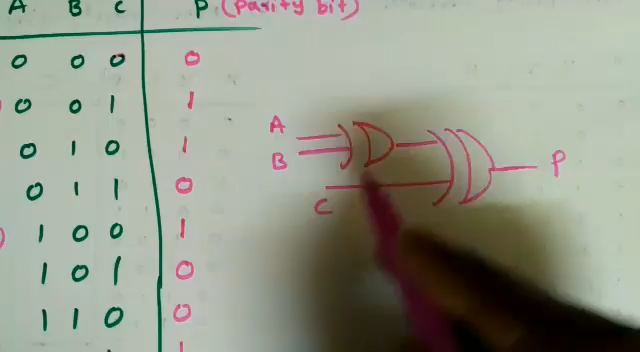 A B C P (Parity bit)
0 0 0 0
0 0 1 1
0 1 0 1
0 1 1 0
1 0 0 1
1 0 1 0
1 1 0 0
A
B
C
P